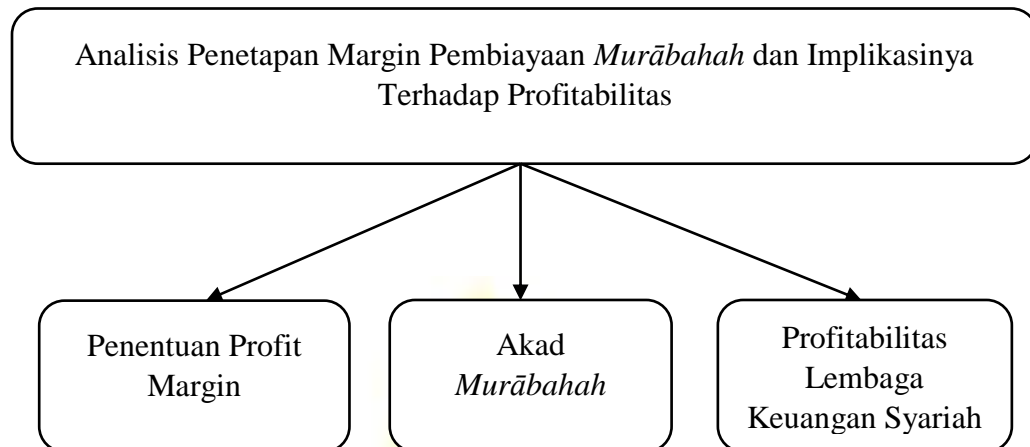 Analisis Penetapan Margin Pembiayaan Murābahah dan Implikasinya
Terhadap Profitabilitas
Penentuan Profit
Margin
Akad
Murābahah
Profitabilitas
Lembaga
Keuangan Syariah